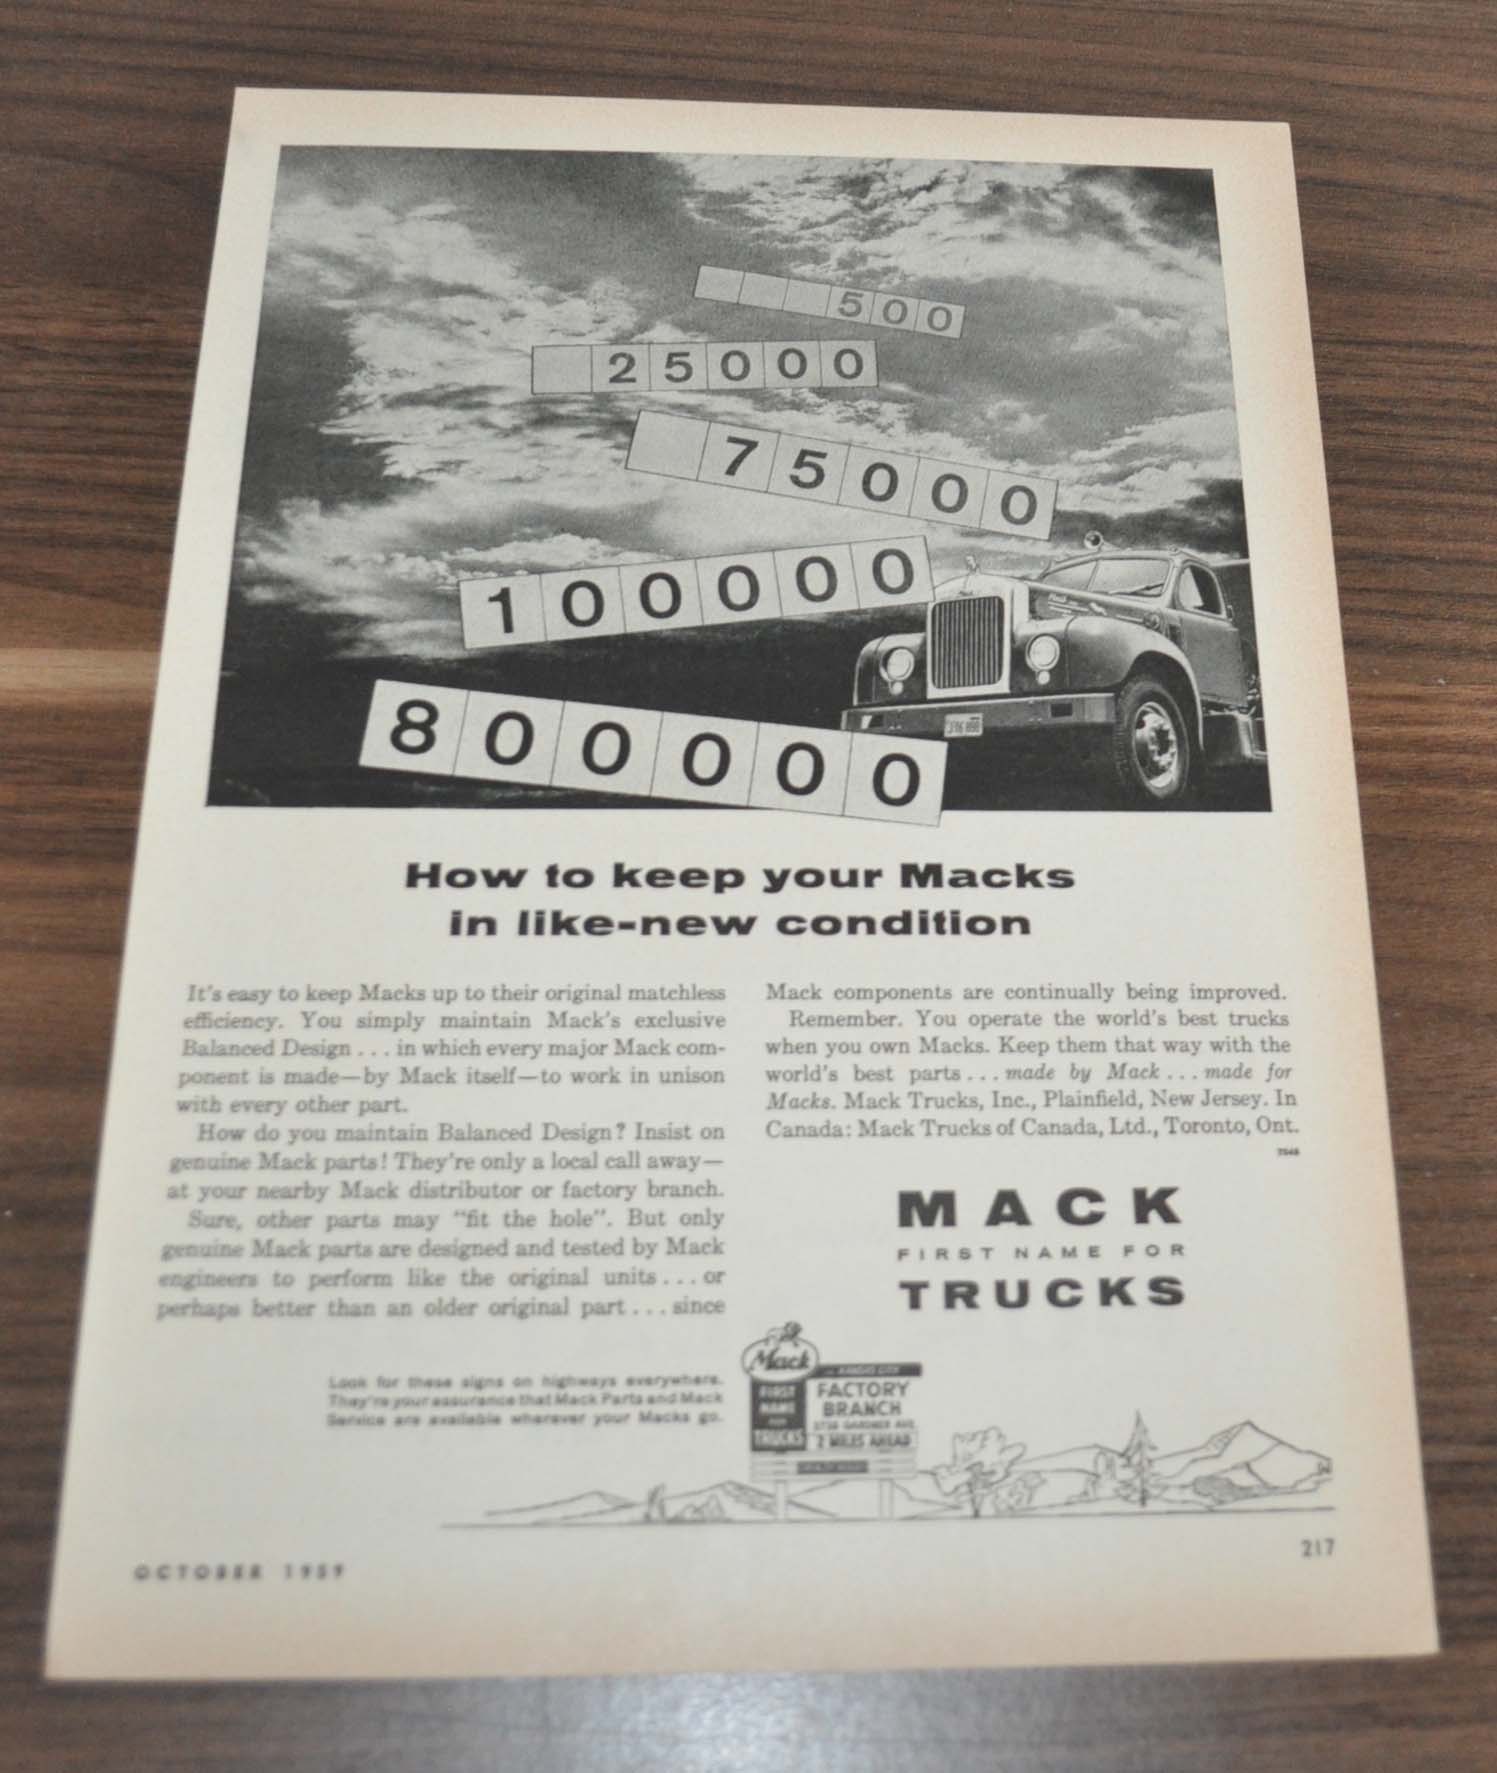 500
25000
75000
100000
800000
How to keep your Macks
in like-new condition
It's easy to keep Macks up to their original matchless
efficiency. You simply maintain Mack's exclusive
Balanced Design . . . in which every major Mack com-
ponent is made—by Mack itself—to work in unison
with every other part.
How do you maintain Balanced Design? Insist on
genuine Mack parts! They're only a local call away—
at your nearby Mack distributor or factory branch.
Sure, other parts may "fit the hole". But only
genuine Mack parts are designed and tested by Mack
engineers to perform like the original units . . . or
perhaps better than an older original part . . . since
Mack components are continually being improved.
Remember. You operate the world's best trucks
when you own Macks. Keep them that way with the
world's best parts . . . made by Mack . . . made for
Macks. Mack Trucks, Inc., Plainfield, New Jersey. In
Canada: Mack Trucks of Canada, Ltd., Toronto, Ont.
MACK
FIRST NAME FOR
TRUCKS
Look for these signs on highways everywhere.
They're your assurance that Mack Parts and Mack
Service are available wherever your Macks go.
Mack
FIRST
NAME
FOR
TRUCKS
KANSAS CITY
FACTORY
BRANCH
GARDNER AVE.
2 MILES AHEAD
OCTOBER 1959
217